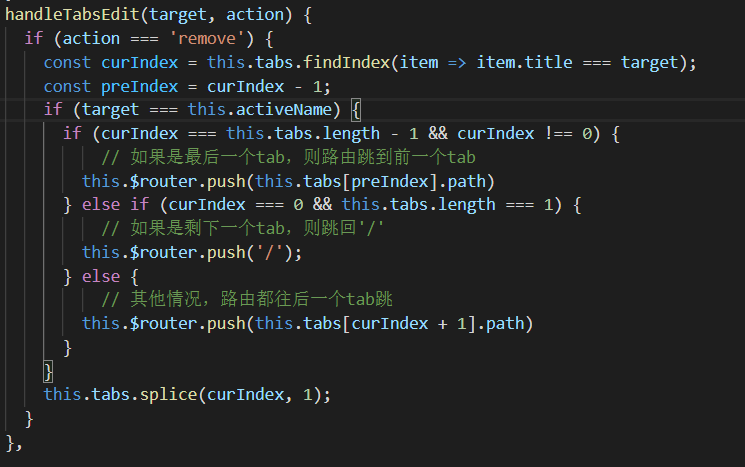 handleTabsEdit(target, action) {
if (action === 'remove') {
const curIndex = this.tabs.findIndex(item => item.title === target);
const preIndex = curIndex - 1;
if (target === this.activeName) {
if (curIndex === this.tabs.length - 1 && curIndex !== 0) {
// 如果是最后一个tab，则路由跳到前一个tab
this.$router.push(this.tabs[preIndex].path)
} else if (curIndex === 0 && this.tabs.length === 1) {
// 如果是剩下一个tab，则跳回'/'
this.$router.push('/');
} else {
// 其他情况，路由都往后一个tab跳
this.$router.push(this.tabs[curIndex + 1].path)
}
}
this.tabs.splice(curIndex, 1);
}
},